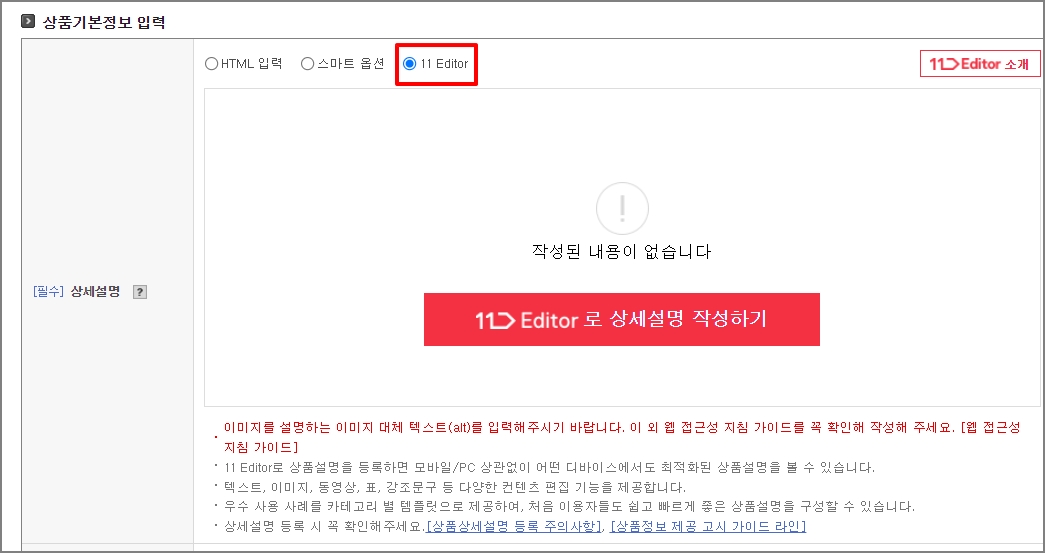 상품기본정보 입력
HTML 입력 스마트 옵션 11 Editor 11 Editor 소개
!
작성된 내용이 없습니다
[필수] 상세설명 ?
11 Editor 로 상세설명 작성하기
· 이미지를 설명하는 이미지 대체 텍스트(alt)를 입력해주시기 바랍니다. 이 외 웹 접근성 지침 가이드를 꼭 확인해 작성해 주세요. [웹 접근성
지침 가이드]
· 11 Editor로 상품설명을 등록하면 모바일/PC 상관없이 어떤 디바이스에서도 최적화된 상품설명을 볼 수 있습니다.
· 텍스트, 이미지, 동영상, 표, 강조문구 등 다양한 컨텐츠 편집 기능을 제공합니다.
· 우수 사용 사례를 카테고리 별 템플릿으로 제공하여, 처음 이용자들도 쉽고 빠르게 좋은 상품설명을 구성할 수 있습니다.
· 상세설명 등록 시 꼭 확인해주세요.[상품상세설명 등록 주의사항], [상품정보 제공 고시 가이드 라인]